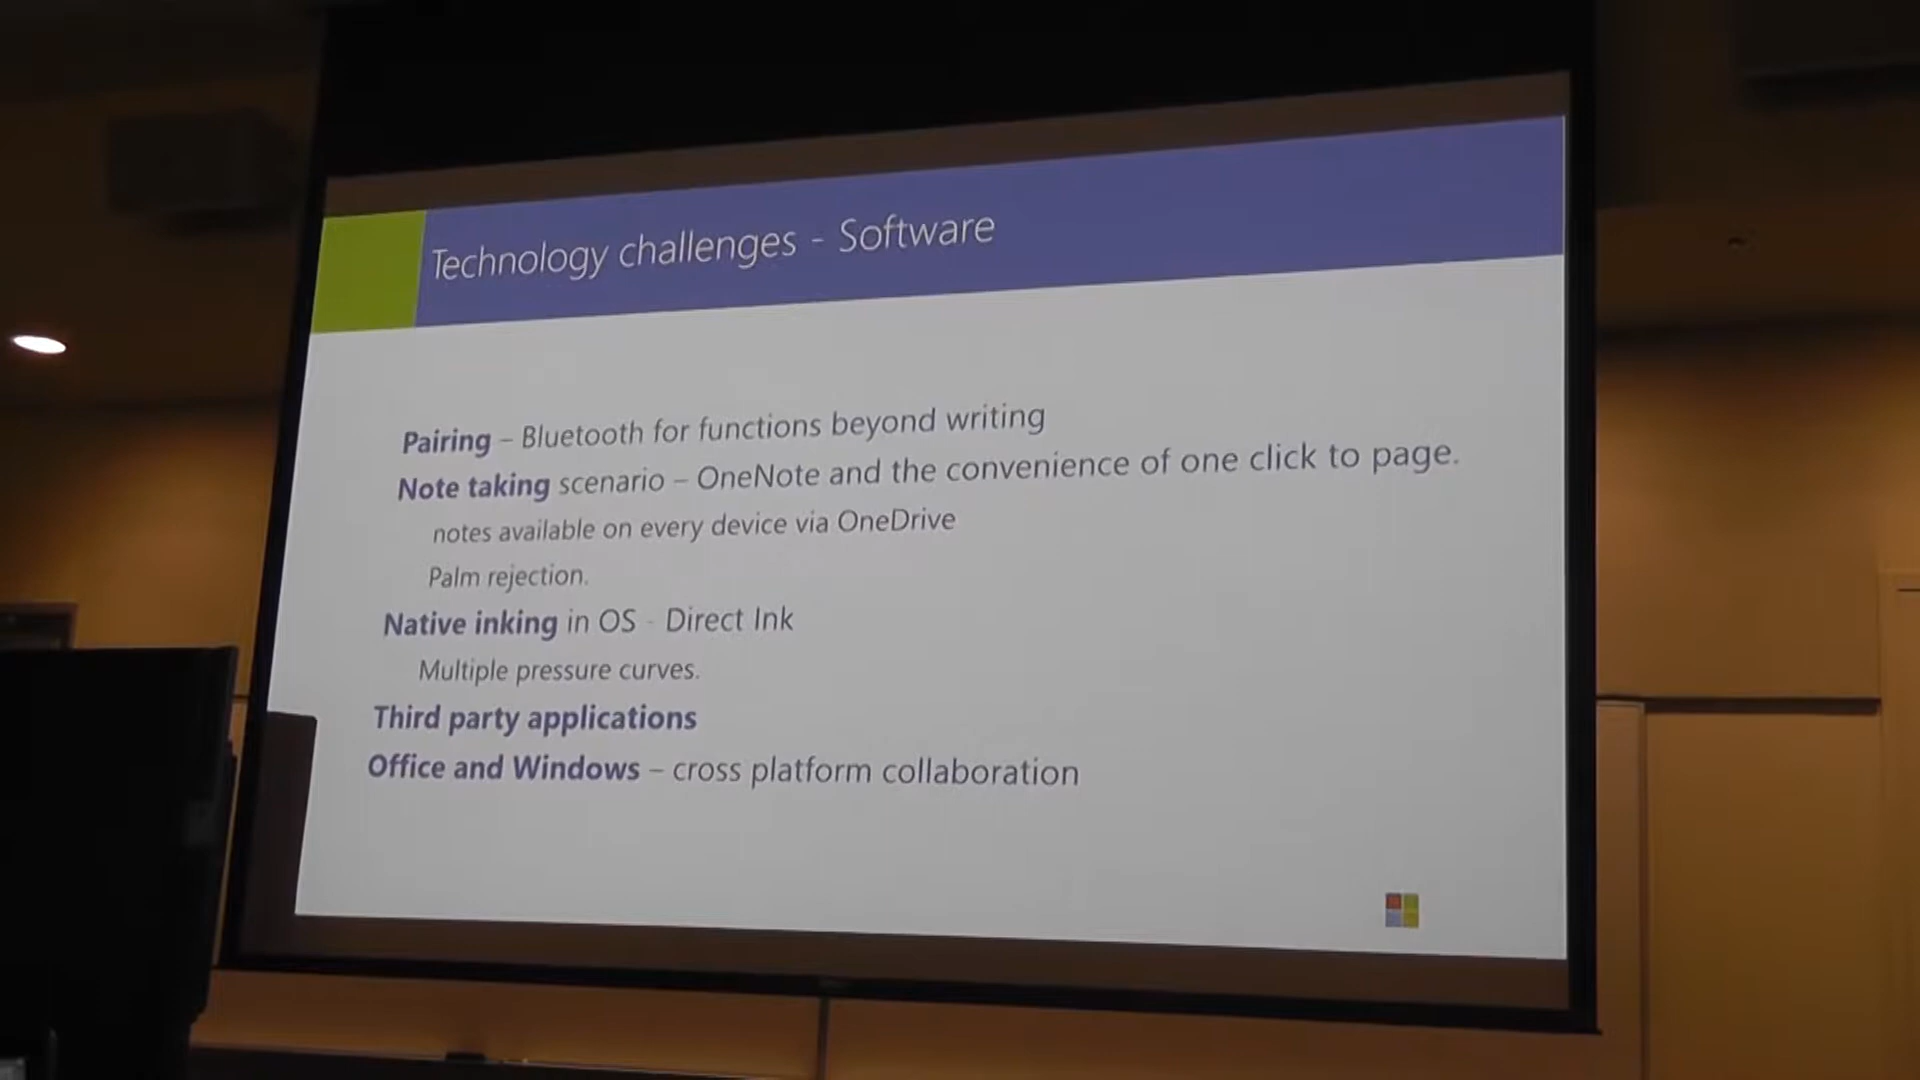 Technology challenges - Software
Pairing – Bluetooth for functions beyond writing
Note taking scenario – OneNote and the convenience of one click to page.
notes available on every device via OneDrive
Palm rejection.
Native inking in OS - Direct Ink
Multiple pressure curves.
Third party applications
Office and Windows – cross platform collaboration